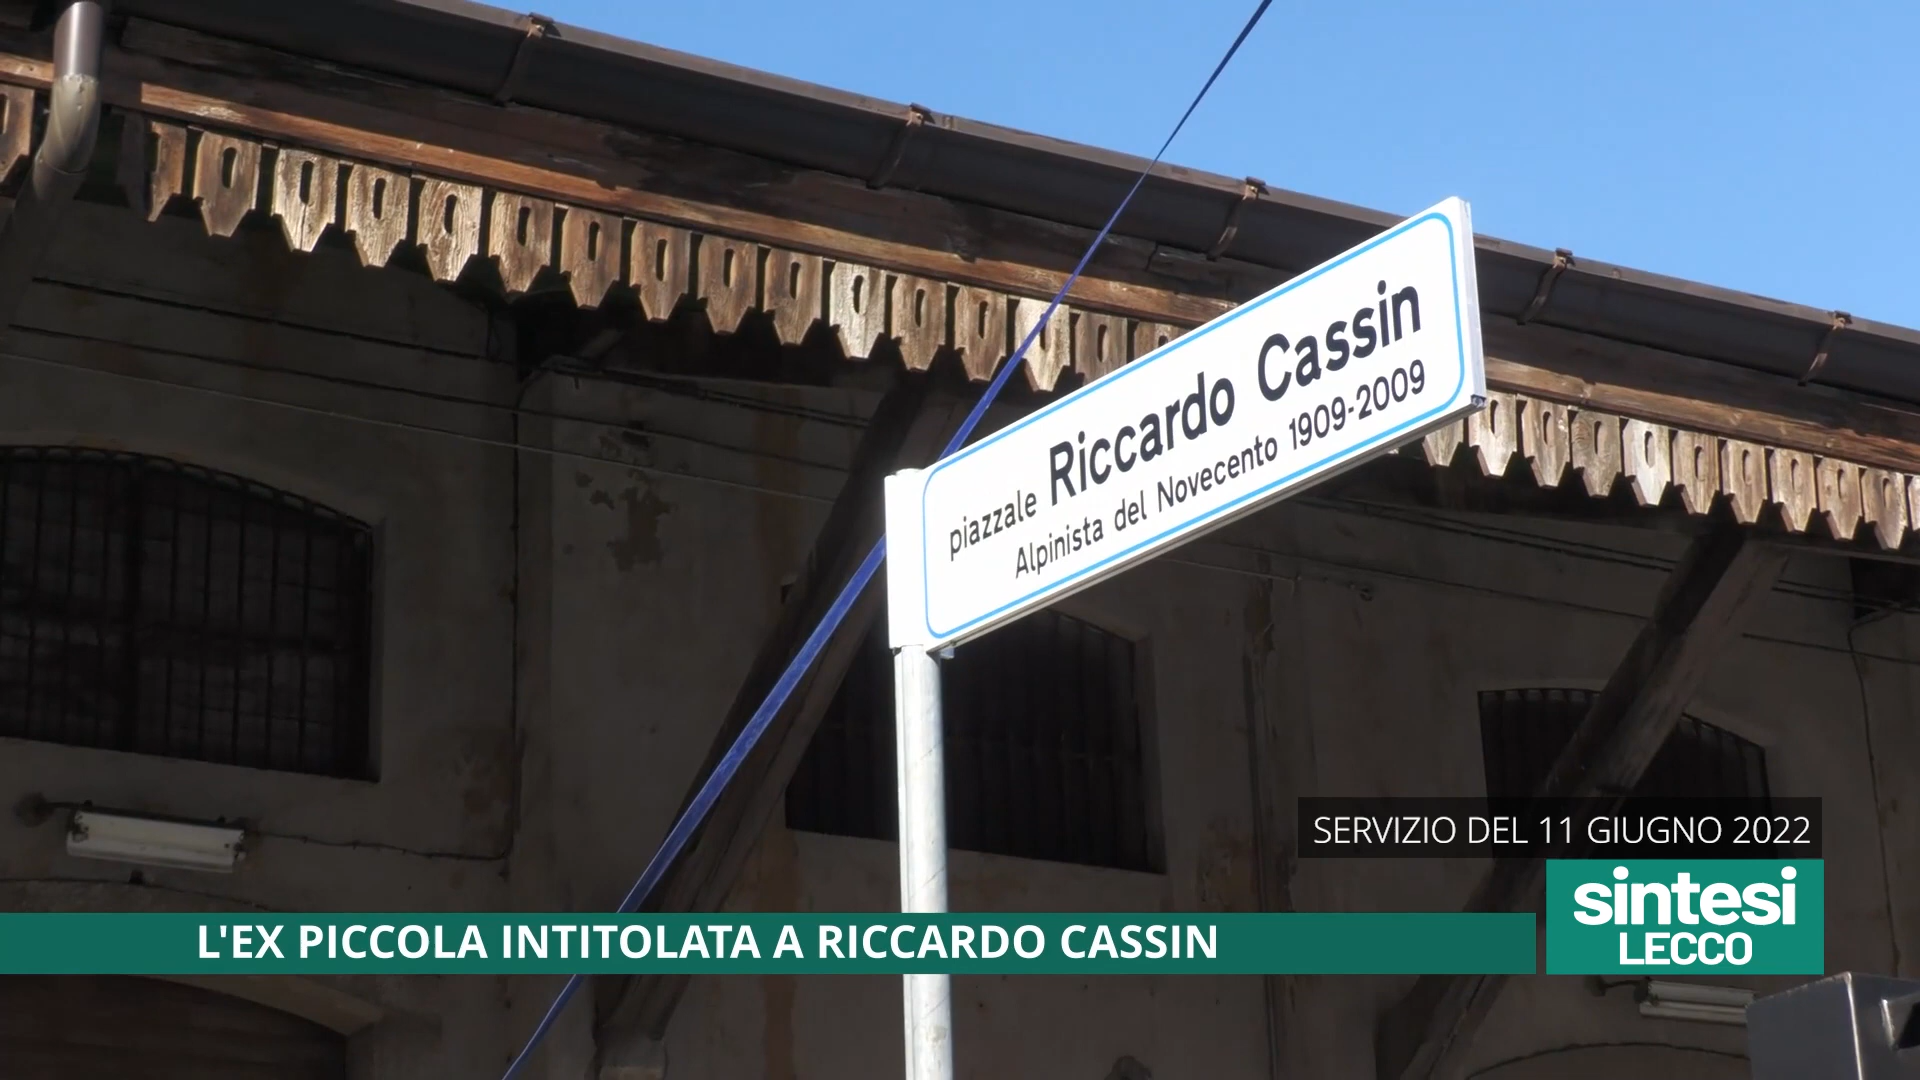 piazzale Riccardo Cassin
Alpinista del Novecento 1909-2009
SERVIZIO DEL 11 GIUGNO 2022
sintesi
LECCO
L'EX PICCOLA INTITOLATA A RICCARDO CASSIN